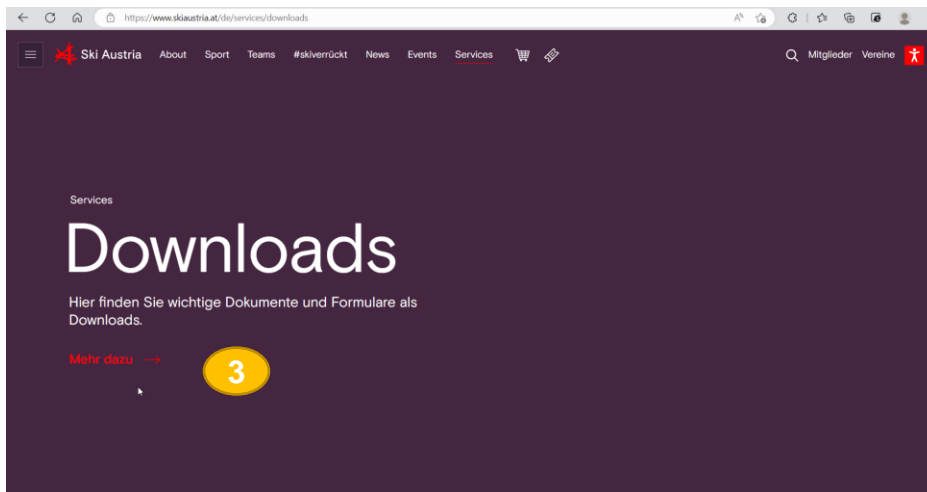 https://www.skiaustria.at/de/services/downloads
Ski Austria About Sport Teams #skiverrückt News Events Services Mitglieder Vereine
Services
Downloads
Hier finden Sie wichtige Dokumente und Formulare als
Downloads.
Mehr dazu →
3